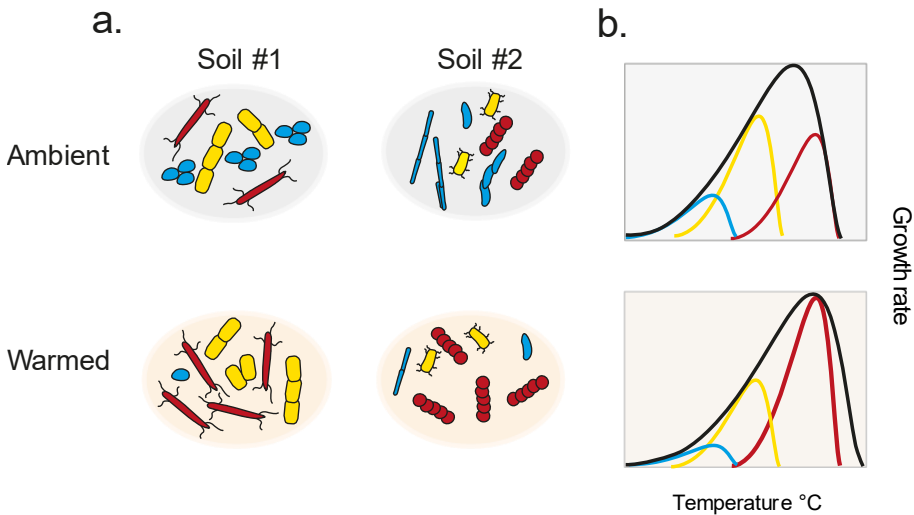 a.
b.
Soil #1
Soil #2
Ambient
Warmed
Growth rate
Temperature °C